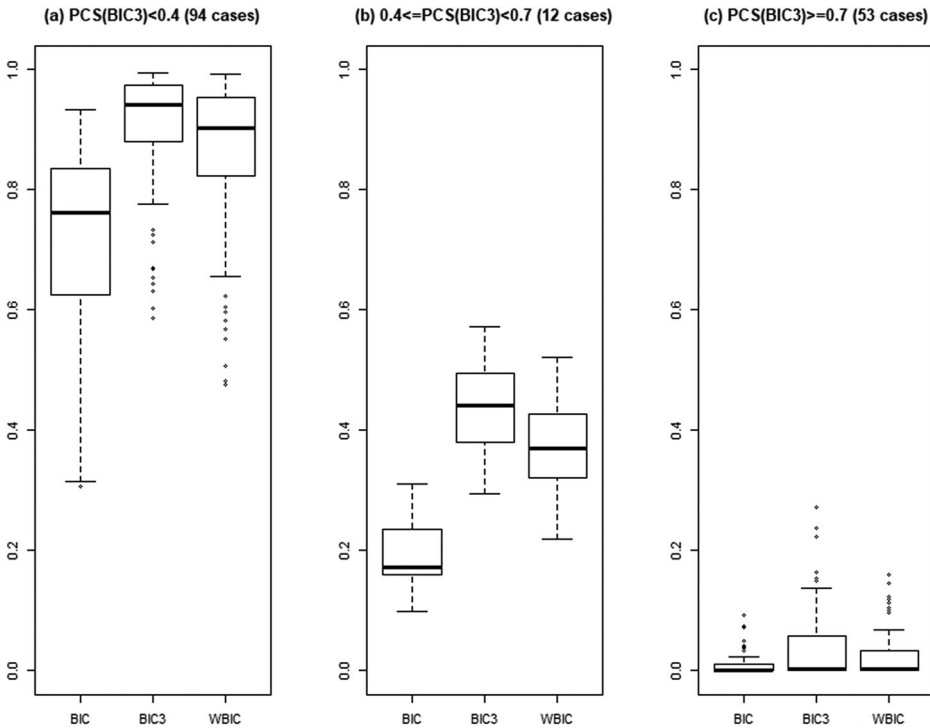 (a) PCS(BIC3)<0.4 (94 cases)
0.0 0.2 0.4 0.6 0.8 1.0
BIC BIC3 WBIC
(b) 0.4<=PCS(BIC3)<0.7 (12 cases)
0.0 0.2 0.4 0.6 0.8 1.0
BIC BIC3 WBIC
(c) PCS(BIC3)>=0.7 (53 cases)
0.0 0.2 0.4 0.6 0.8 1.0
BIC BIC3 WBIC